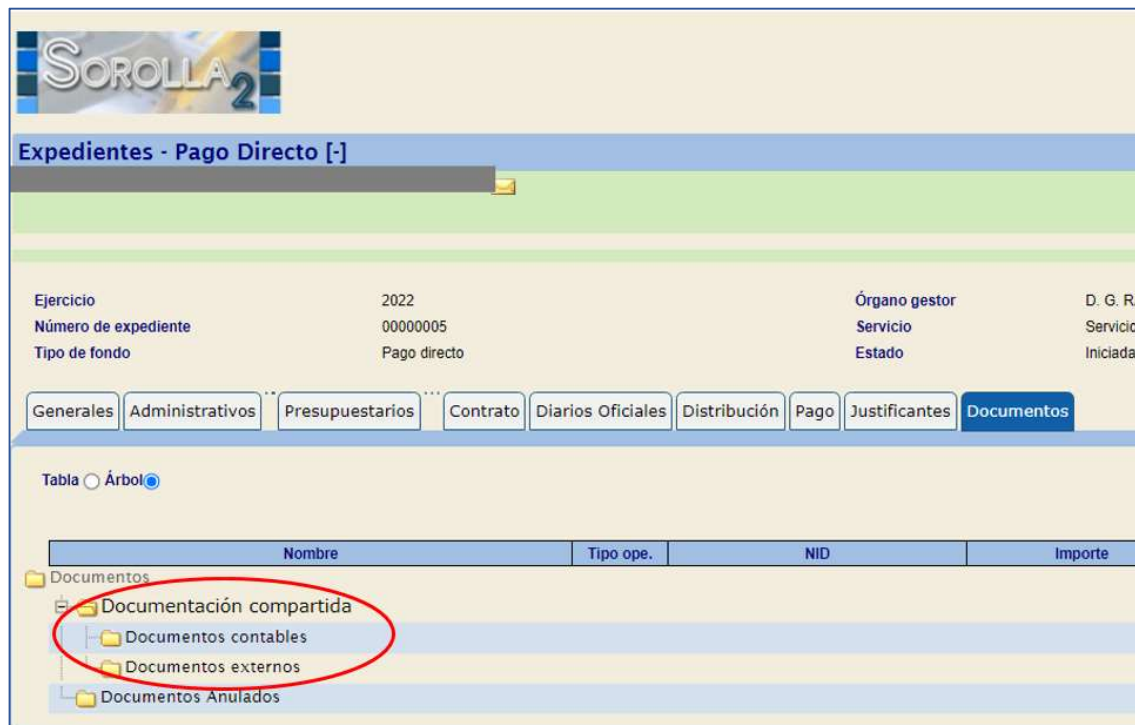 SOROLLA2
Expedientes - Pago Directo [-]
Ejercicio 2022 Órgano gestor D. G. R
Número de expediente 00000005 Servicio Servicio
Tipo de fondo Pago directo Estado Iniciada
Generales Administrativos ... Presupuestarios ... Contrato Diarios Oficiales Distribución Pago Justificantes Documentos
Tabla Árbol
Nombre Tipo ope. NID Importe
Documentos
Documentación compartida
Documentos contables
Documentos externos
Documentos Anulados